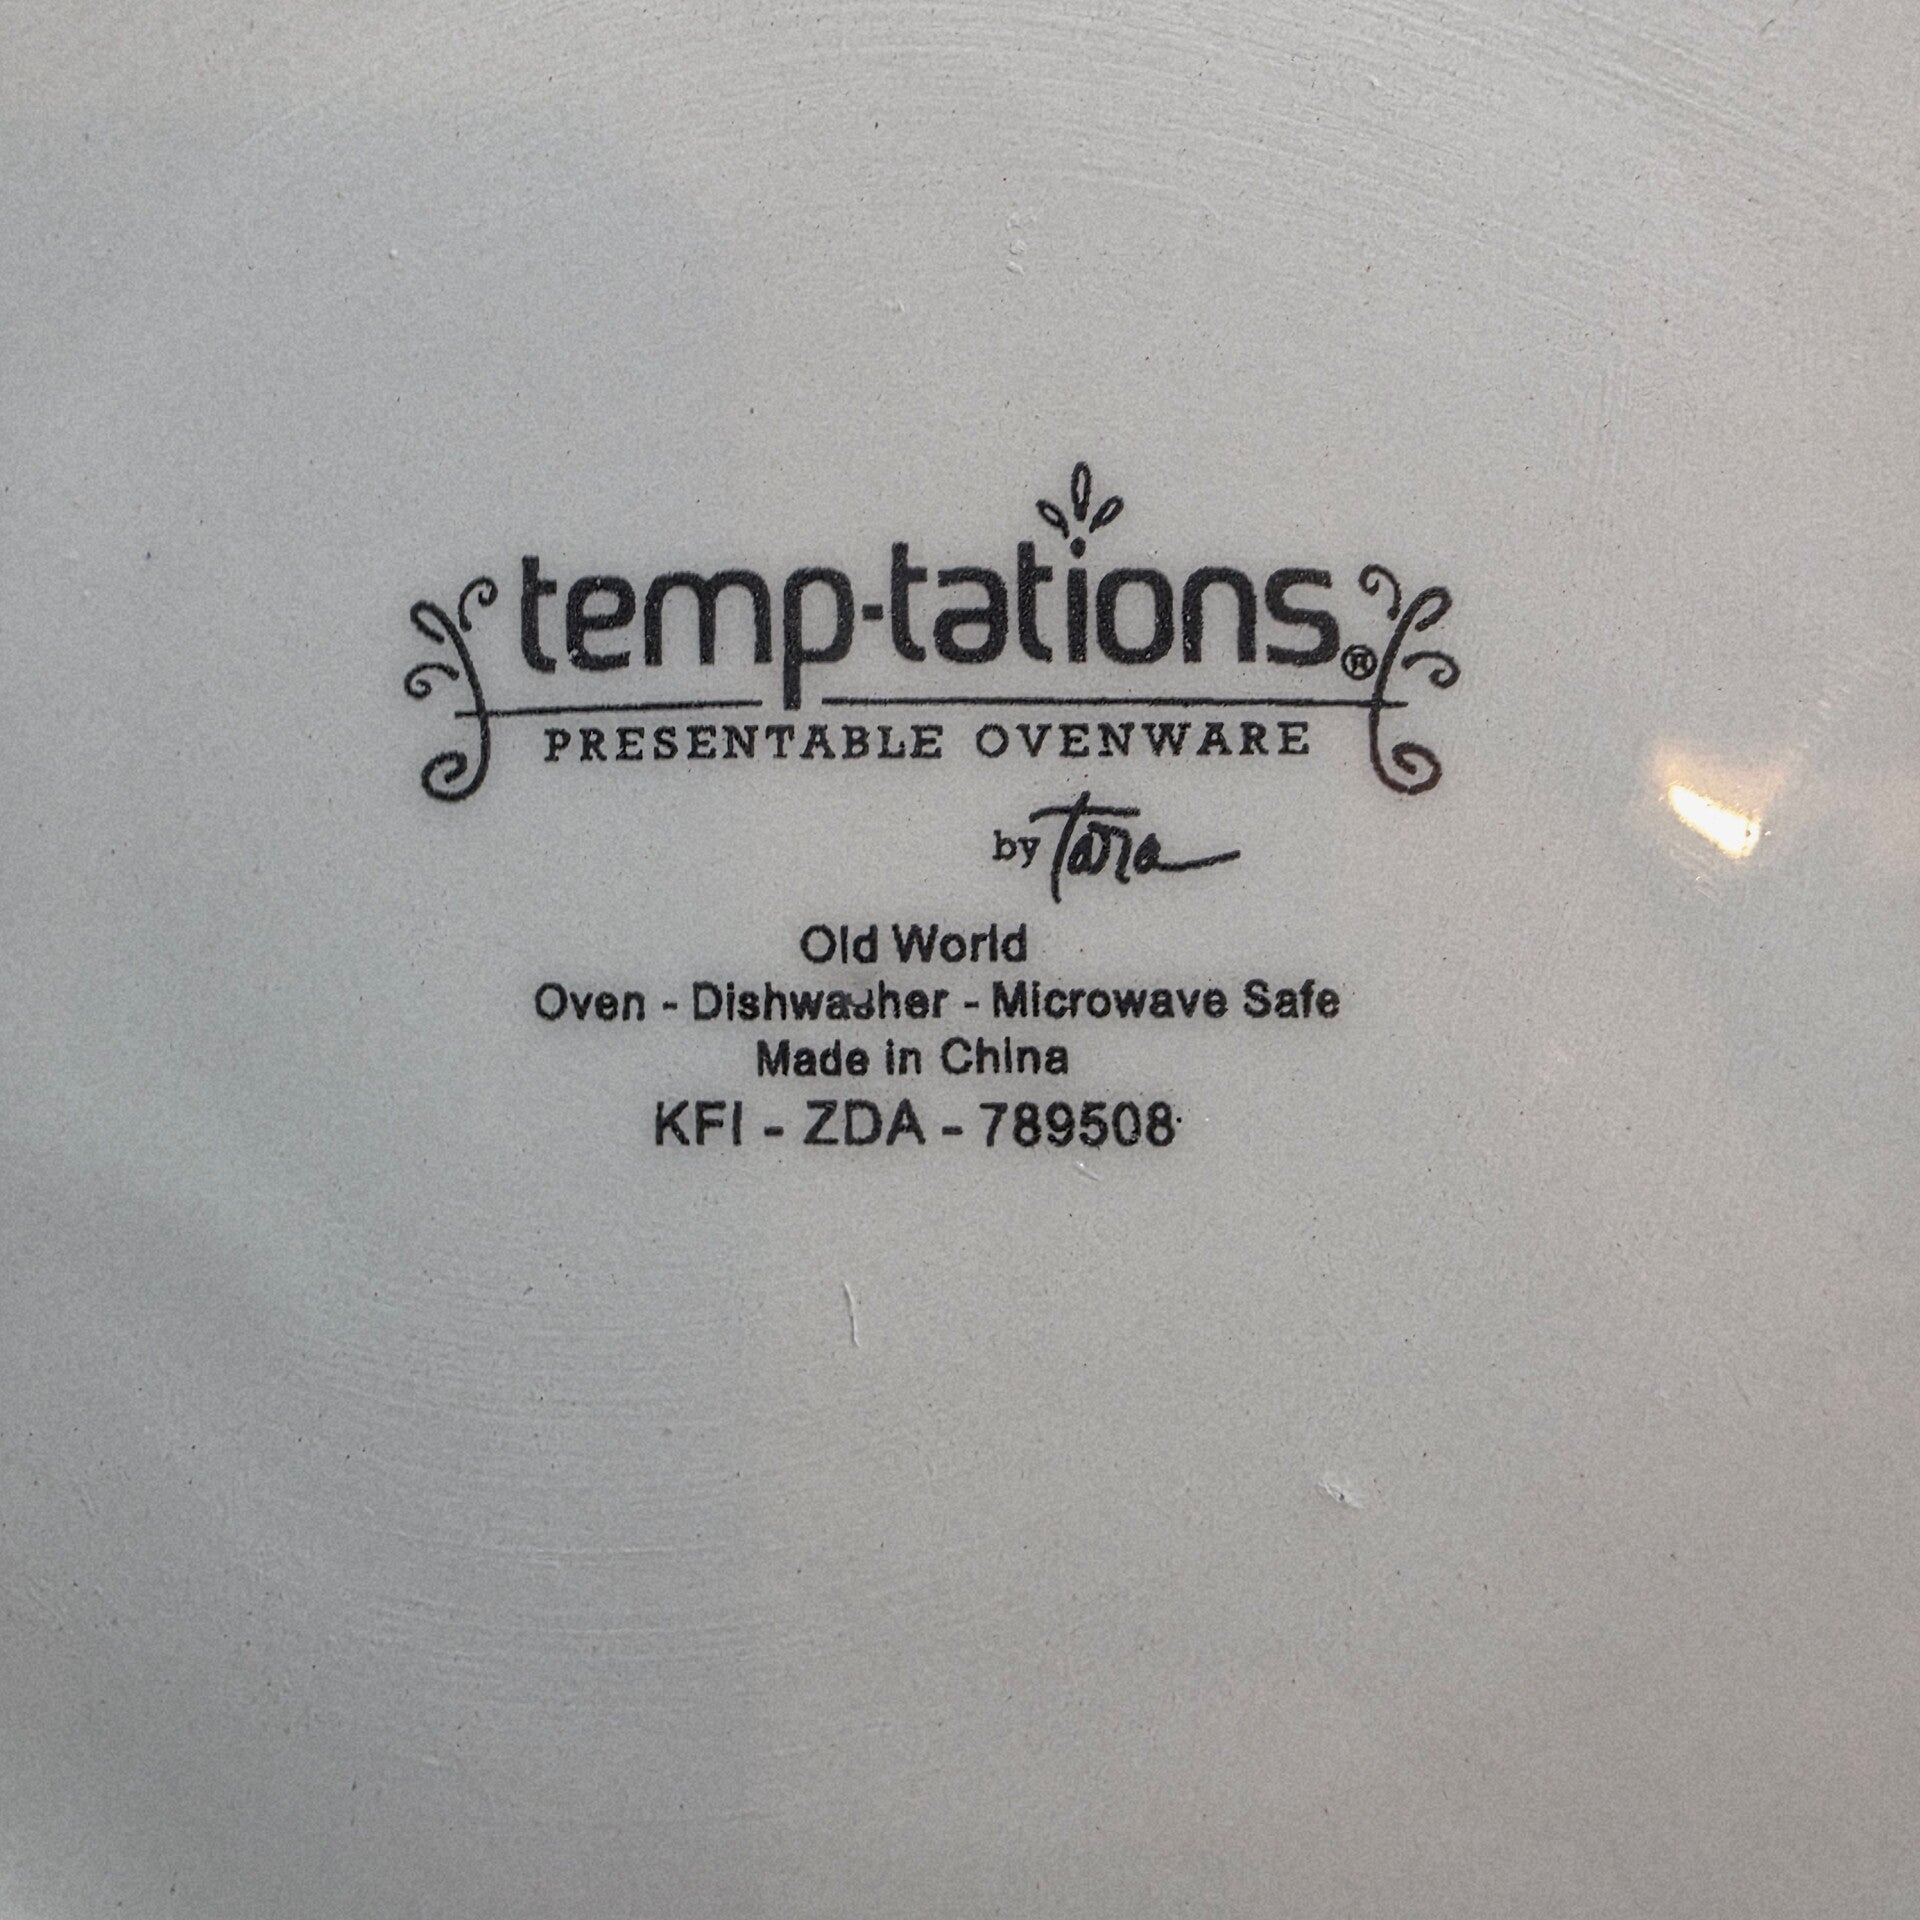 temp-tations®
PRESENTABLE OVENWARE
by Tara
Old World
Oven - Dishwasher - Microwave Safe
Made in China
KFI - ZDA - 789508